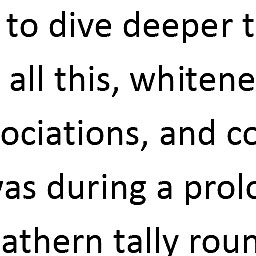 to dive deeper t
all this, whitene
ociations, and co
vas during a prolo
athern tally roun